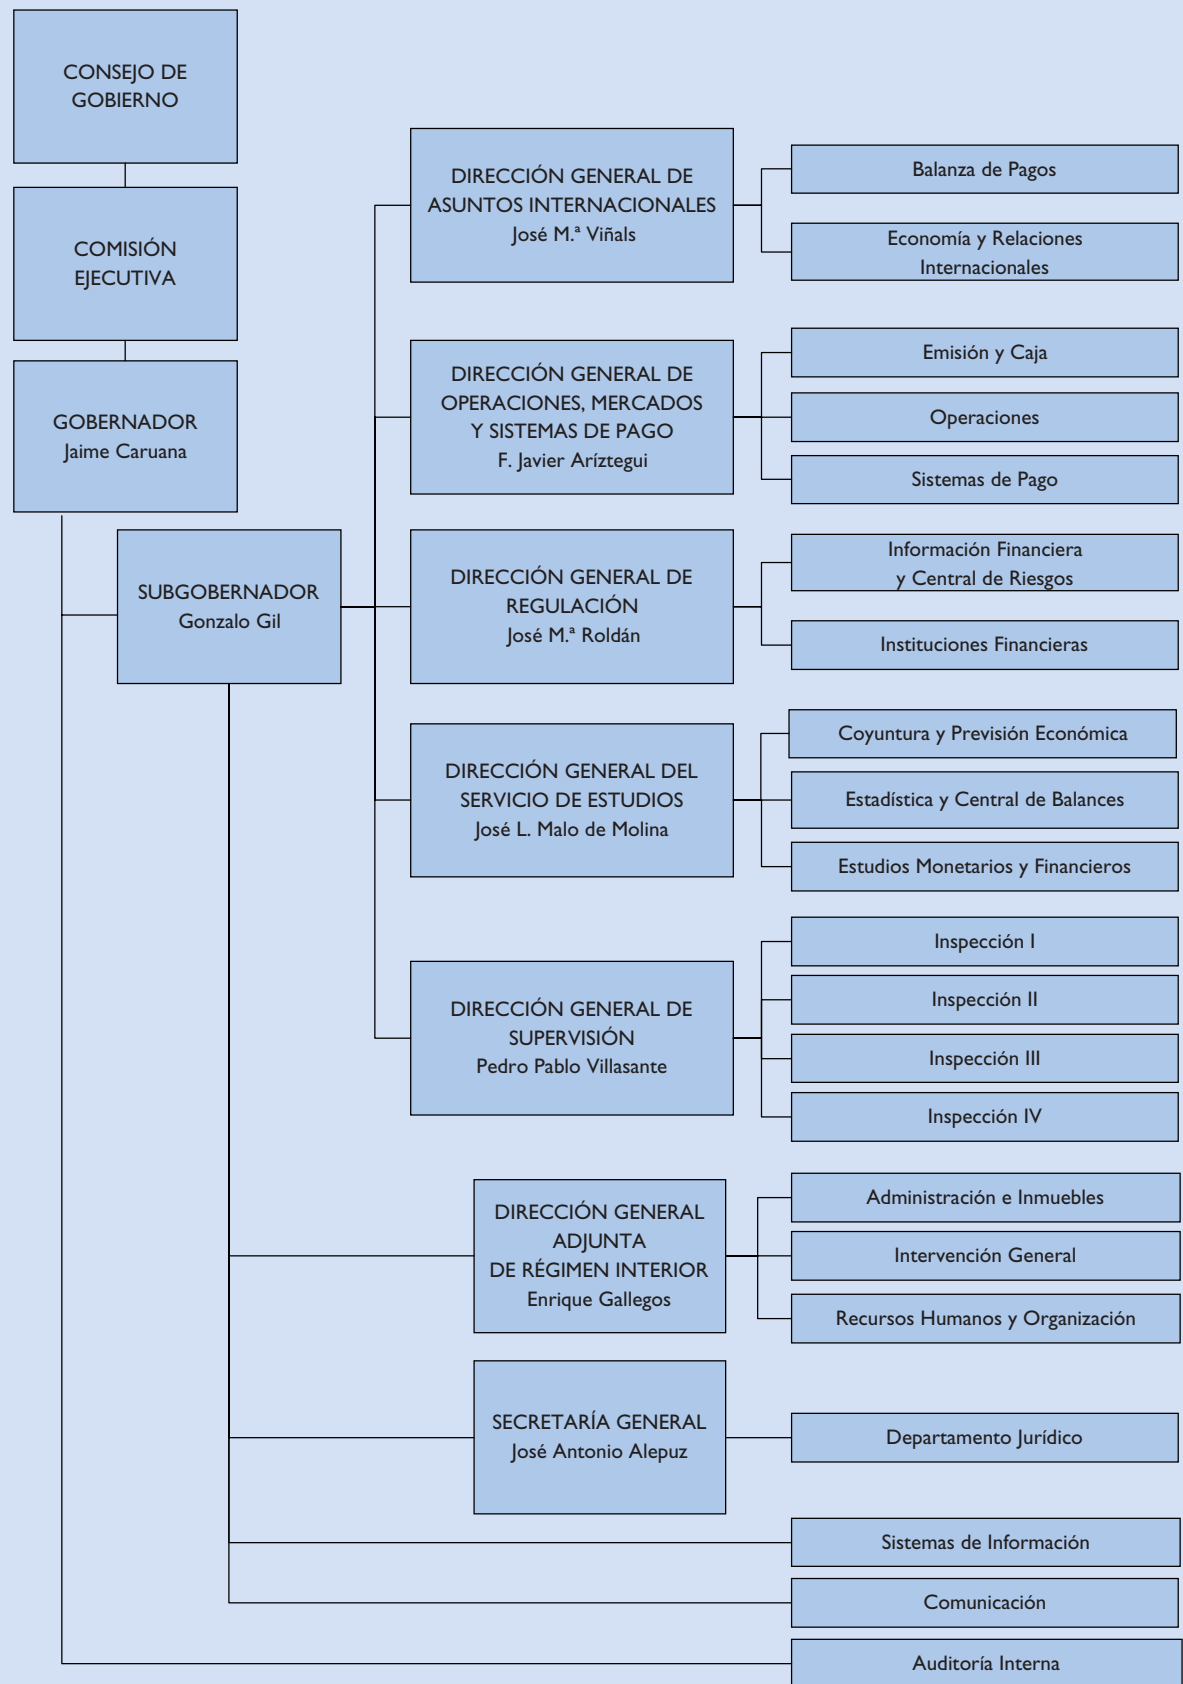 CONSEJO DE
GOBIERNO
COMISIÓN
EJECUTIVA
GOBERNADOR
Jaime Caruana
SUBGOBERNADOR
Gonzalo Gil
DIRECCIÓN GENERAL DE
ASUNTOS INTERNACIONALES
José M.ª Viñals
Balanza de Pagos
Economía y Relaciones
Internacionales
DIRECCIÓN GENERAL DE
OPERACIONES, MERCADOS
Y SISTEMAS DE PAGO
F. Javier Aríztegui
Emisión y Caja
Operaciones
Sistemas de Pago
DIRECCIÓN GENERAL DE
REGULACIÓN
José M.ª Roldán
Información Financiera
y Central de Riesgos
Instituciones Financieras
DIRECCIÓN GENERAL DEL
SERVICIO DE ESTUDIOS
José L. Malo de Molina
Coyuntura y Previsión Económica
Estadística y Central de Balances
Estudios Monetarios y Financieros
DIRECCIÓN GENERAL DE
SUPERVISIÓN
Pedro Pablo Villasante
Inspección I
Inspección II
Inspección III
Inspección IV
DIRECCIÓN GENERAL
ADJUNTA
DE RÉGIMEN INTERIOR
Enrique Gallegos
Administración e Inmuebles
Intervención General
Recursos Humanos y Organización
SECRETARÍA GENERAL
José Antonio Alepuz
Departamento Jurídico
Sistemas de Información
Comunicación
Auditoría Interna